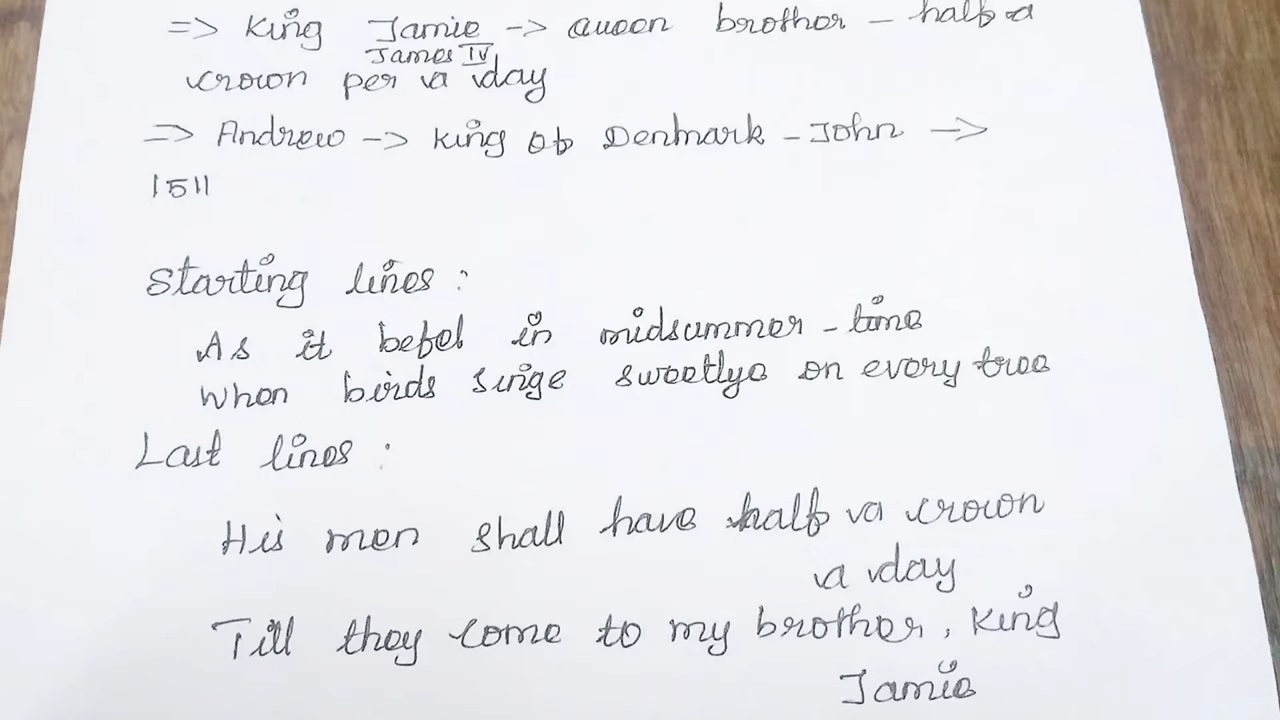 => King Jamie -> Queen brother - half a
James IV
crown per a day
=> Andrew -> King of Denmark - John ->
1511
Starting lines :
As it befel in midsummer - time
When birds singe sweetlye on every tree
Last lines :
His men shall have half a crown
a day
Till they come to my brother, King
Jamie